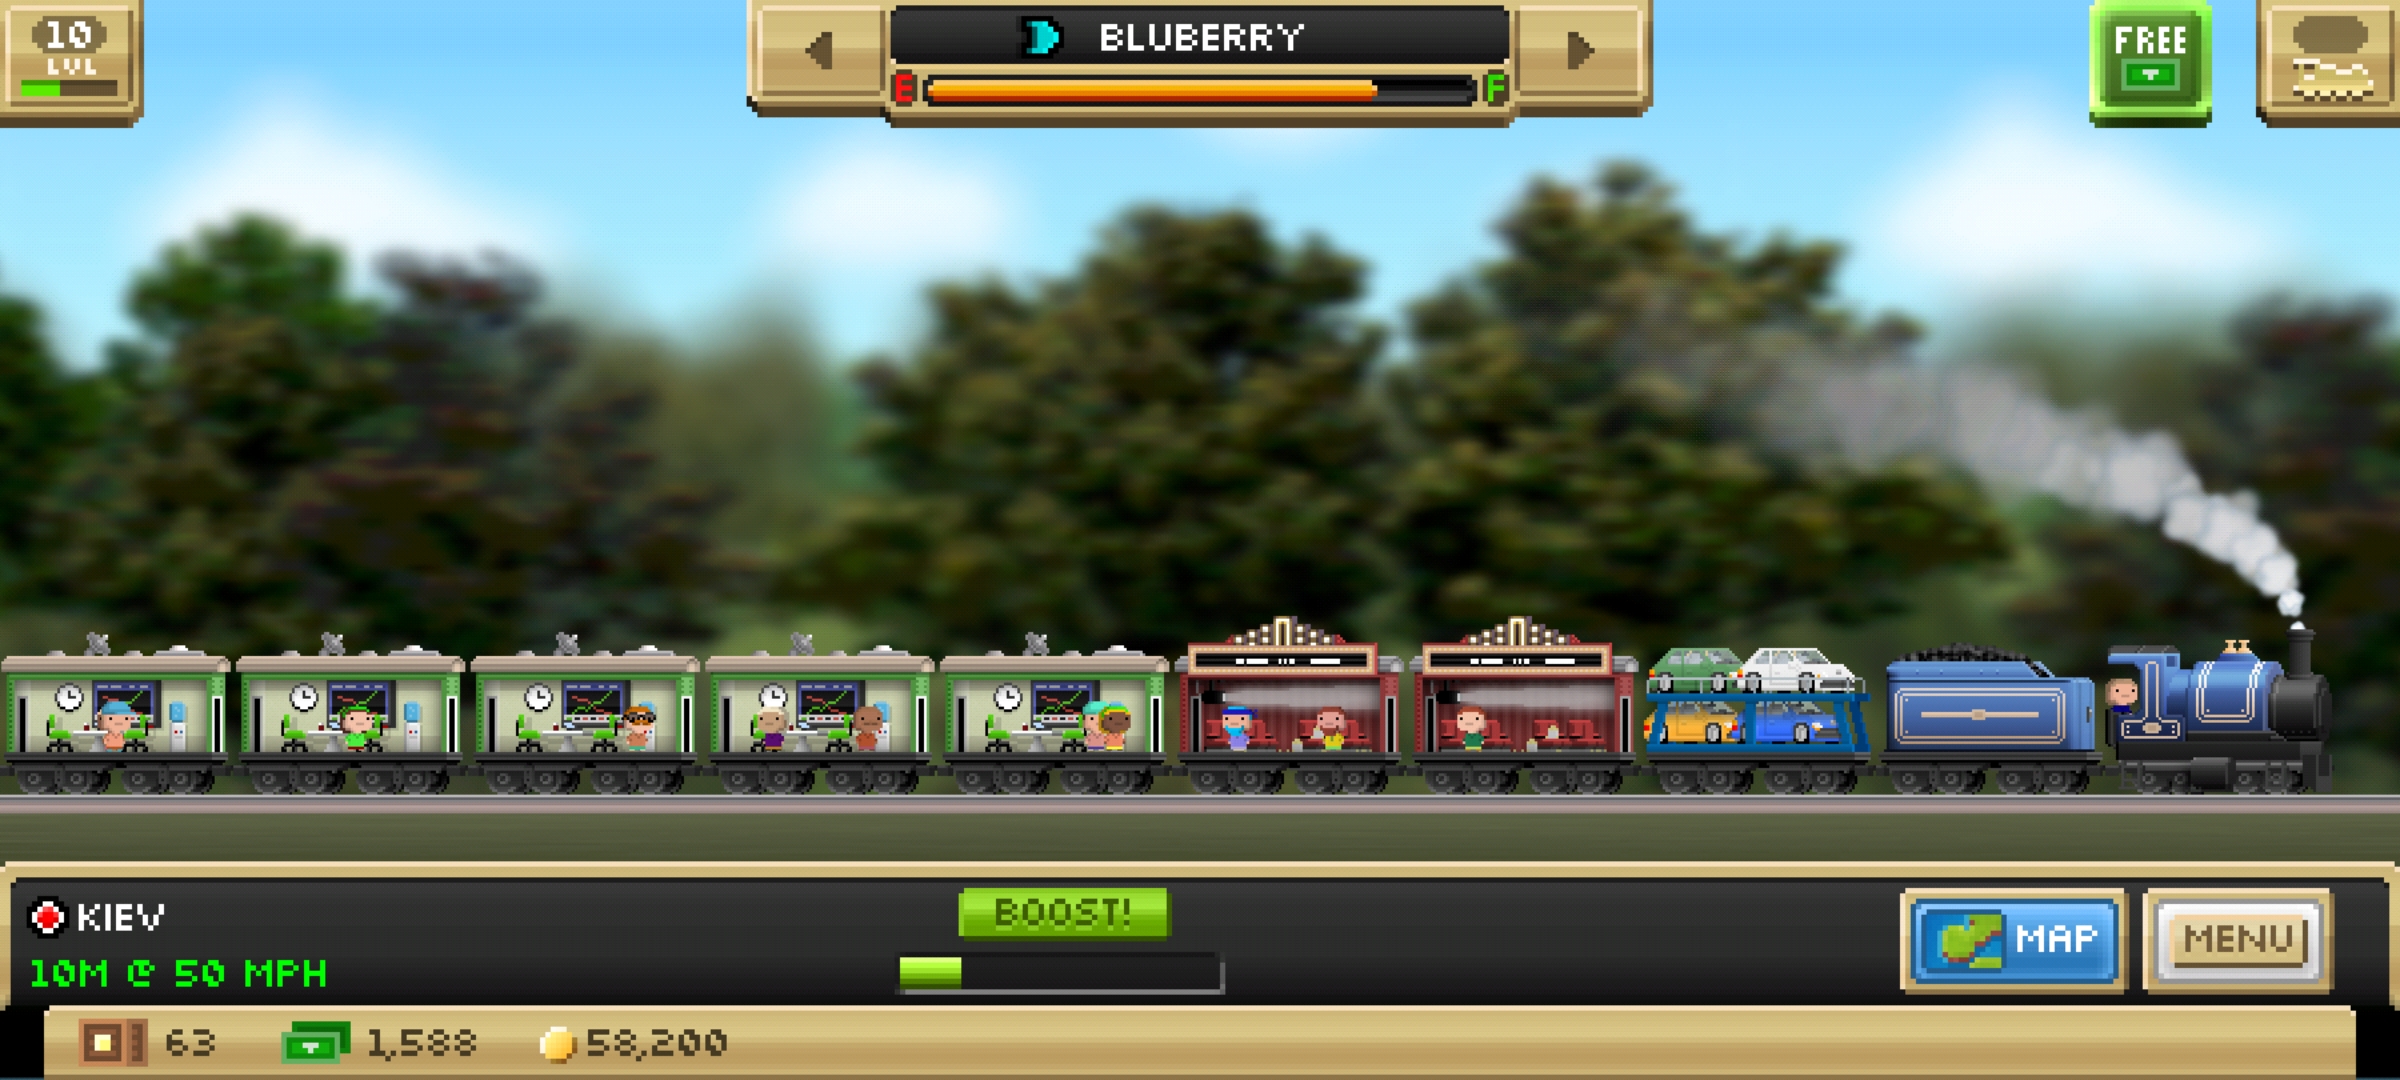 10
LVL
BLUBERRY
E F
FREE
KIEV
10M @ 50 MPH
BOOST!
MAP
MENU
63
1,588
58,200